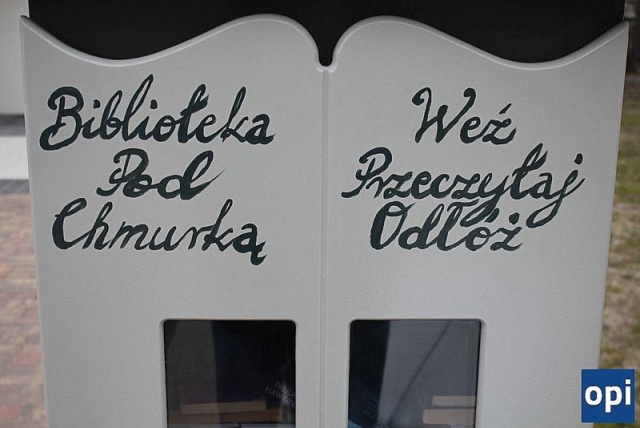 Biblioteka
Pod
Chmurką
Weź
Przeczytaj
Odłóż
opi